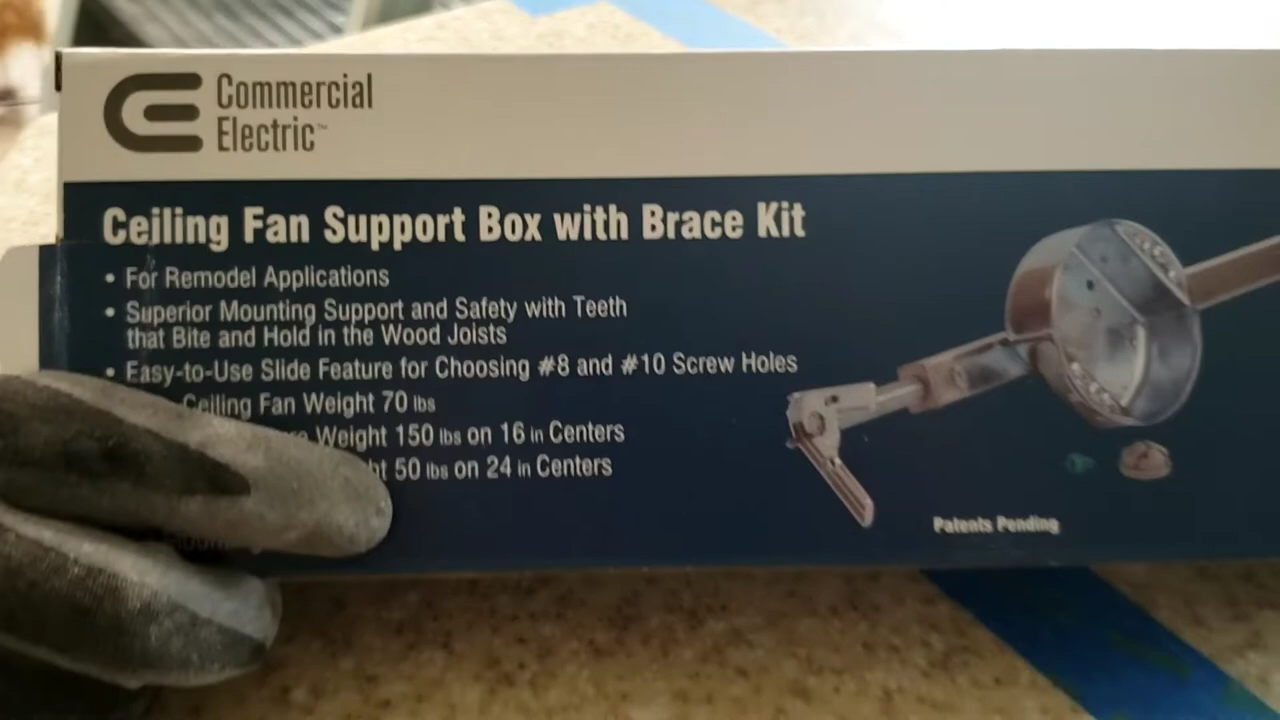 Commercial
Electric™
Ceiling Fan Support Box with Brace Kit
• For Remodel Applications
• Superior Mounting Support and Safety with Teeth
that Bite and Hold in the Wood Joists
• Easy-to-Use Slide Feature for Choosing #8 and #10 Screw Holes
Ceiling Fan Weight 70 lbs
Weight 150 lbs on 16 in Centers
50 lbs on 24 in Centers
Patents Pending